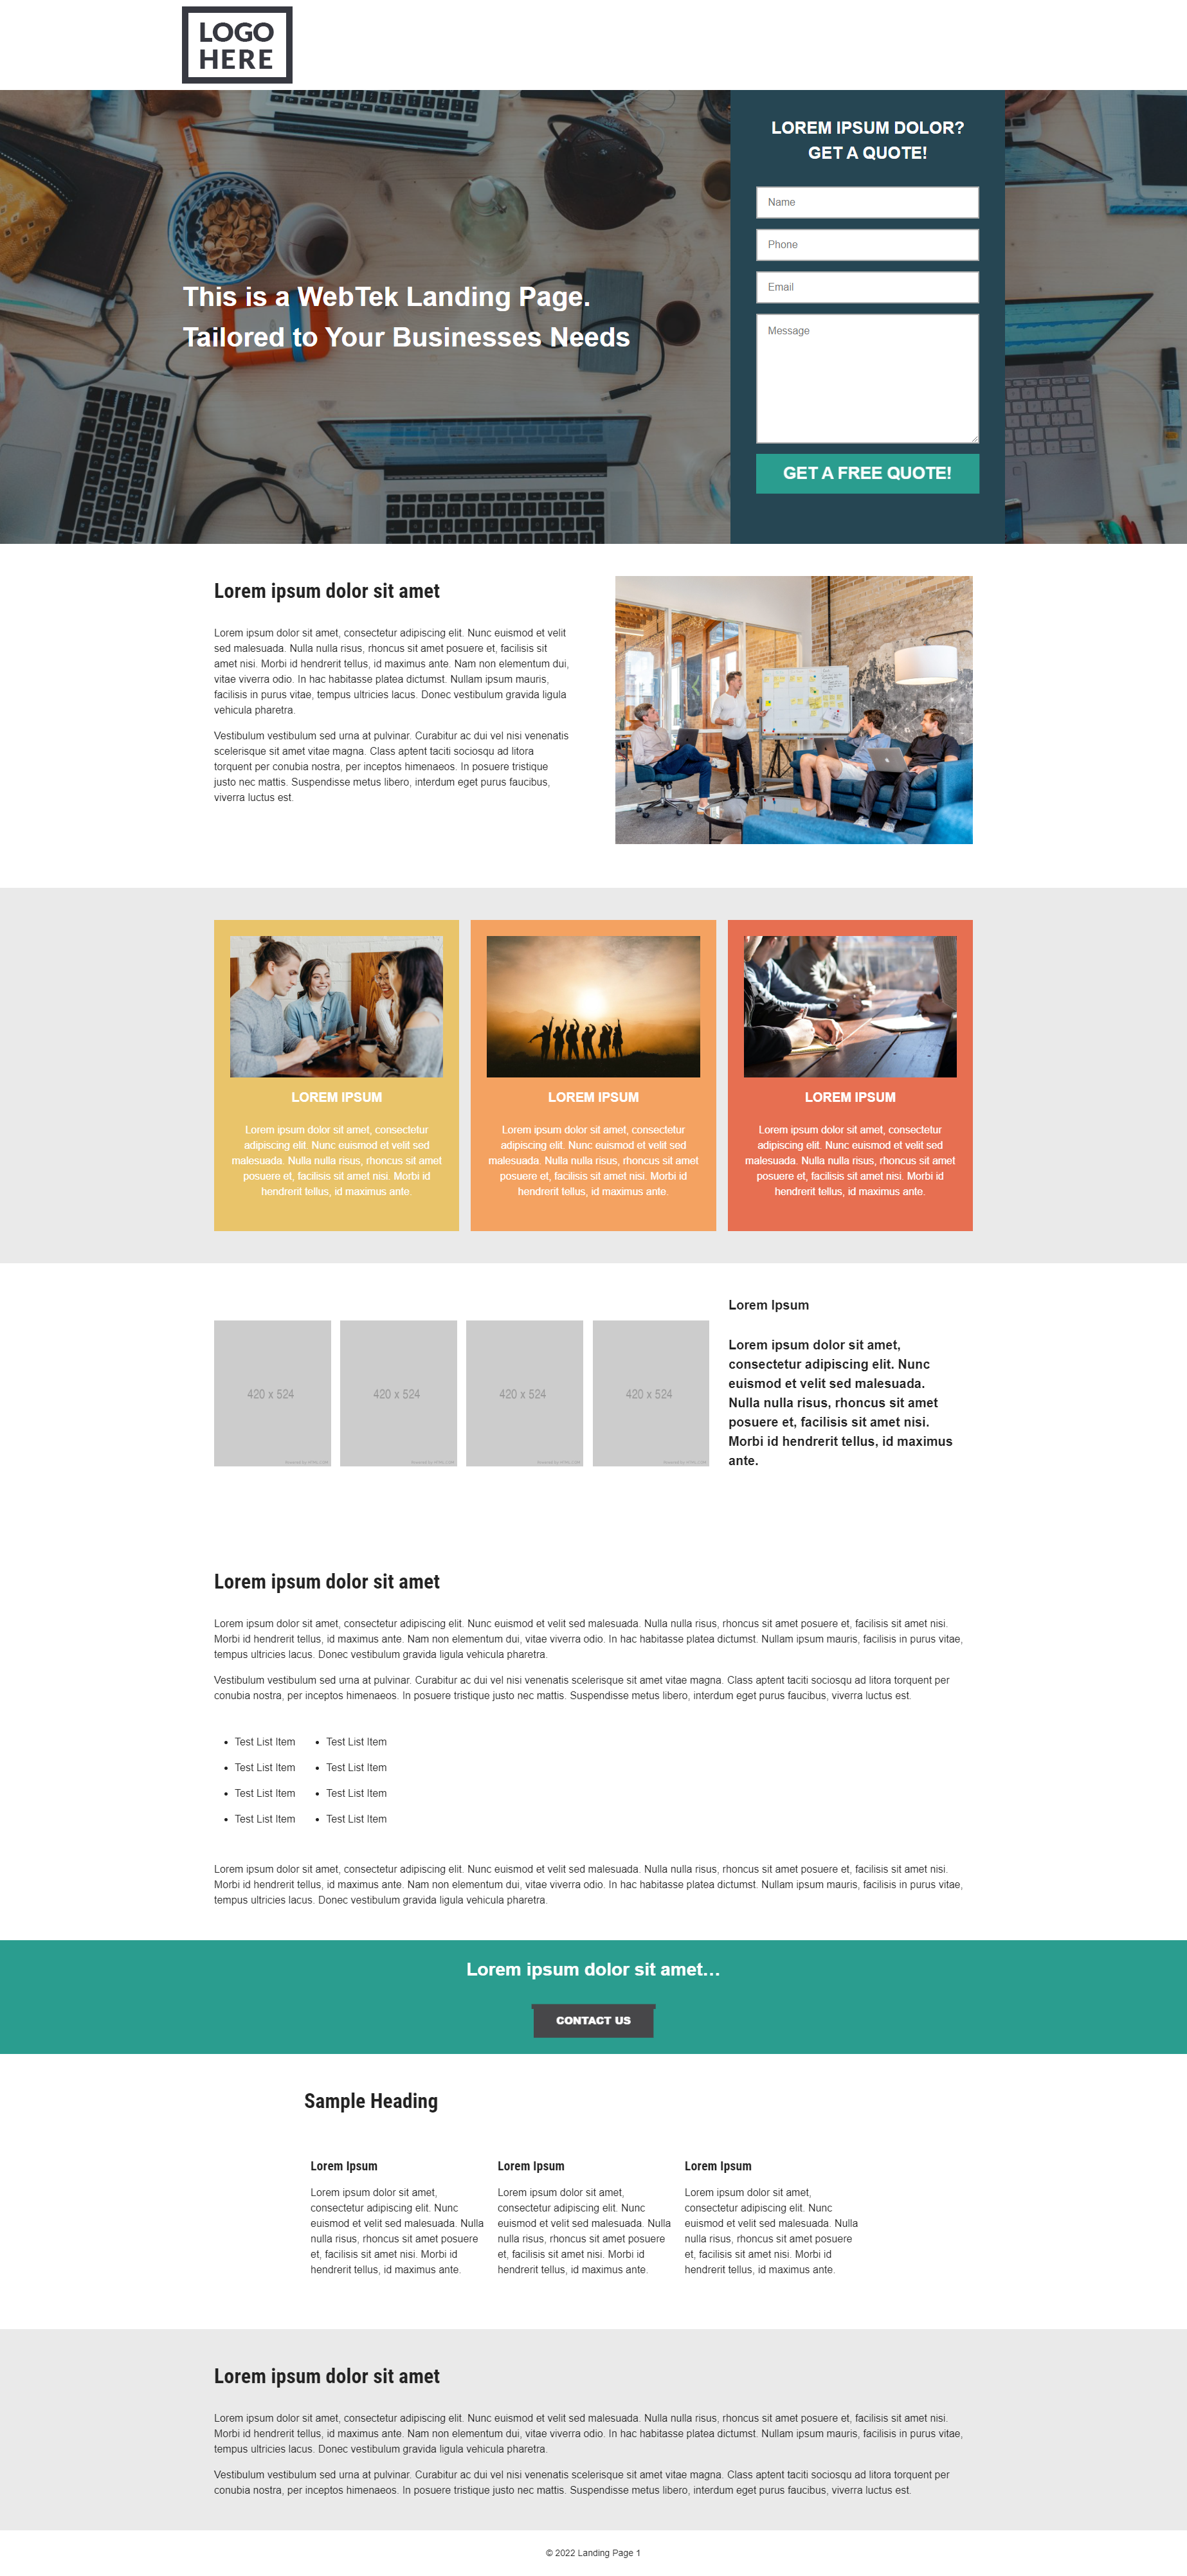 LOGO
HERE
LOREM IPSUM DOLOR?
GET A QUOTE!
Name
Phone
Email
Message
GET A FREE QUOTE!
This is a WebTek Landing Page.
Tailored to Your Businesses Needs
Lorem ipsum dolor sit amet
Lorem ipsum dolor sit amet, consectetur adipiscing elit. Nunc euismod et velit
sed malesuada. Nulla nulla risus, rhoncus sit amet posuere et, facilisis sit
amet nisi. Morbi id hendrerit tellus, id maximus ante. Nam non elementum dui,
vitae viverra odio. In hac habitasse platea dictumst. Nullam ipsum mauris,
facilisis in purus vitae, tempus ultricies lacus. Donec vestibulum gravida ligula
vehicula pharetra.
Vestibulum vestibulum sed urna at pulvinar. Curabitur ac dui vel nisi venenatis
scelerisque sit amet vitae magna. Class aptent taciti sociosqu ad litora
torquent per conubia nostra, per inceptos himenaeos. In posuere tristique
justo nec mattis. Suspendisse metus libero, interdum eget purus faucibus,
viverra luctus est.
LOREM IPSUM
Lorem ipsum dolor sit amet, consectetur
adipiscing elit. Nunc euismod et velit sed
malesuada. Nulla nulla risus, rhoncus sit amet
posuere et, facilisis sit amet nisi. Morbi id
hendrerit tellus, id maximus ante.
LOREM IPSUM
Lorem ipsum dolor sit amet, consectetur
adipiscing elit. Nunc euismod et velit sed
malesuada. Nulla nulla risus, rhoncus sit amet
posuere et, facilisis sit amet nisi. Morbi id
hendrerit tellus, id maximus ante.
LOREM IPSUM
Lorem ipsum dolor sit amet, consectetur
adipiscing elit. Nunc euismod et velit sed
malesuada. Nulla nulla risus, rhoncus sit amet
posuere et, facilisis sit amet nisi. Morbi id
hendrerit tellus, id maximus ante.
420 x 524
420 x 524
420 x 524
420 x 524
Lorem Ipsum
Lorem ipsum dolor sit amet,
consectetur adipiscing elit. Nunc
euismod et velit sed malesuada.
Nulla nulla risus, rhoncus sit amet
posuere et, facilisis sit amet nisi.
Morbi id hendrerit tellus, id maximus
ante.
Lorem ipsum dolor sit amet
Lorem ipsum dolor sit amet, consectetur adipiscing elit. Nunc euismod et velit sed malesuada. Nulla nulla risus, rhoncus sit amet posuere et, facilisis sit amet nisi.
Morbi id hendrerit tellus, id maximus ante. Nam non elementum dui, vitae viverra odio. In hac habitasse platea dictumst. Nullam ipsum mauris, facilisis in purus vitae,
tempus ultricies lacus. Donec vestibulum gravida ligula vehicula pharetra.
Vestibulum vestibulum sed urna at pulvinar. Curabitur ac dui vel nisi venenatis scelerisque sit amet vitae magna. Class aptent taciti sociosqu ad litora torquent per
conubia nostra, per inceptos himenaeos. In posuere tristique justo nec mattis. Suspendisse metus libero, interdum eget purus faucibus, viverra luctus est.
• Test List Item
• Test List Item
• Test List Item
• Test List Item
• Test List Item
• Test List Item
• Test List Item
• Test List Item
Lorem ipsum dolor sit amet, consectetur adipiscing elit. Nunc euismod et velit sed malesuada. Nulla nulla risus, rhoncus sit amet posuere et, facilisis sit amet nisi.
Morbi id hendrerit tellus, id maximus ante. Nam non elementum dui, vitae viverra odio. In hac habitasse platea dictumst. Nullam ipsum mauris, facilisis in purus vitae,
tempus ultricies lacus. Donec vestibulum gravida ligula vehicula pharetra.
Lorem ipsum dolor sit amet...
CONTACT US
Sample Heading
Lorem Ipsum
Lorem ipsum dolor sit amet,
consectetur adipiscing elit. Nunc
euismod et velit sed malesuada. Nulla
nulla risus, rhoncus sit amet posuere
et, facilisis sit amet nisi. Morbi id
hendrerit tellus, id maximus ante.
Lorem Ipsum
Lorem ipsum dolor sit amet,
consectetur adipiscing elit. Nunc
euismod et velit sed malesuada. Nulla
nulla risus, rhoncus sit amet posuere
et, facilisis sit amet nisi. Morbi id
hendrerit tellus, id maximus ante.
Lorem Ipsum
Lorem ipsum dolor sit amet,
consectetur adipiscing elit. Nunc
euismod et velit sed malesuada. Nulla
nulla risus, rhoncus sit amet posuere
et, facilisis sit amet nisi. Morbi id
hendrerit tellus, id maximus ante.
Lorem ipsum dolor sit amet
Lorem ipsum dolor sit amet, consectetur adipiscing elit. Nunc euismod et velit sed malesuada. Nulla nulla risus, rhoncus sit amet posuere et, facilisis sit amet nisi.
Morbi id hendrerit tellus, id maximus ante. Nam non elementum dui, vitae viverra odio. In hac habitasse platea dictumst. Nullam ipsum mauris, facilisis in purus vitae,
tempus ultricies lacus. Donec vestibulum gravida ligula vehicula pharetra.
Vestibulum vestibulum sed urna at pulvinar. Curabitur ac dui vel nisi venenatis scelerisque sit amet vitae magna. Class aptent taciti sociosqu ad litora torquent per
conubia nostra, per inceptos himenaeos. In posuere tristique justo nec mattis. Suspendisse metus libero, interdum eget purus faucibus, viverra luctus est.
© 2022 Landing Page 1